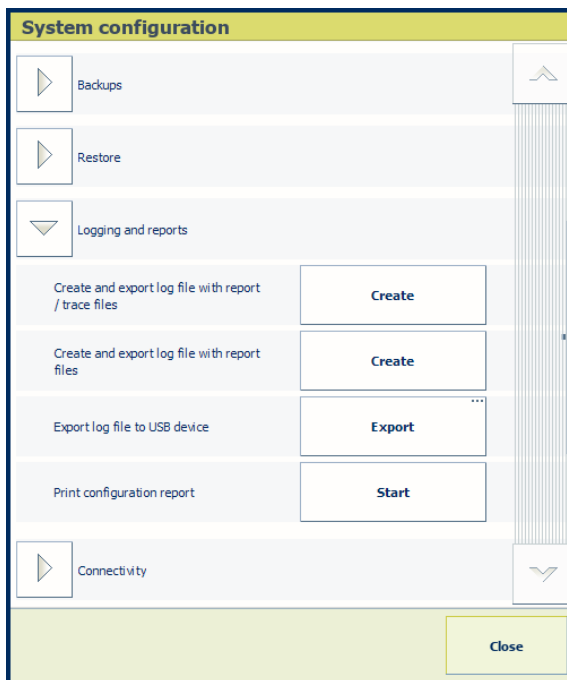 System configuration
Backups
Restore
Logging and reports
Create and export log file with report
/ trace files
Create
Create and export log file with report
files
Create
Export log file to USB device
...
Export
Print configuration report
Start
Connectivity
Close